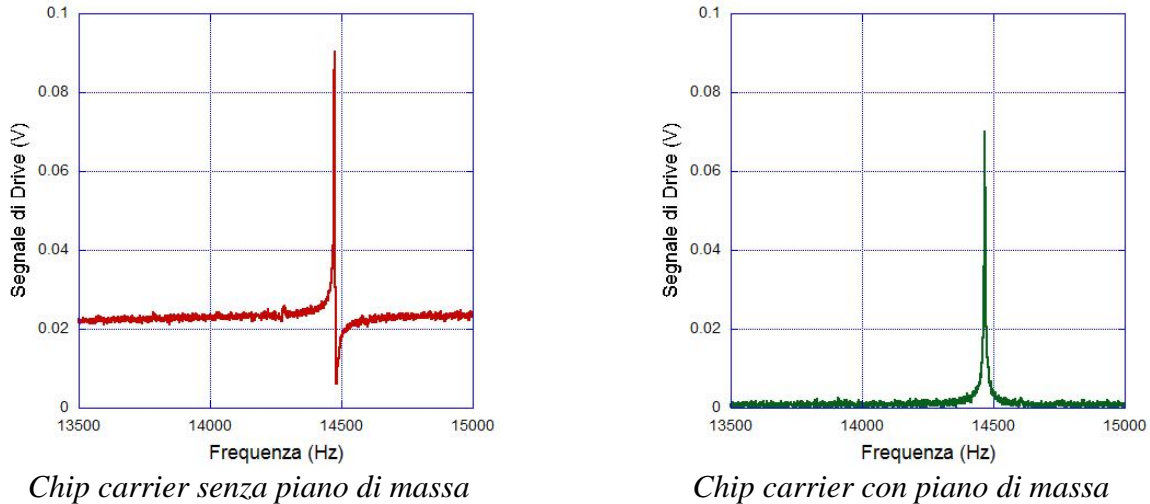 0.1
0.08
0.06
0.04
0.02
0
Segnale di Drive (V)
13500 14000 14500 15000
Frequenza (Hz)
Chip carrier senza piano di massa
0.1
0.08
0.06
0.04
0.02
0
Segnale di Drive (V)
13500 14000 14500 15000
Frequenza (Hz)
Chip carrier con piano di massa